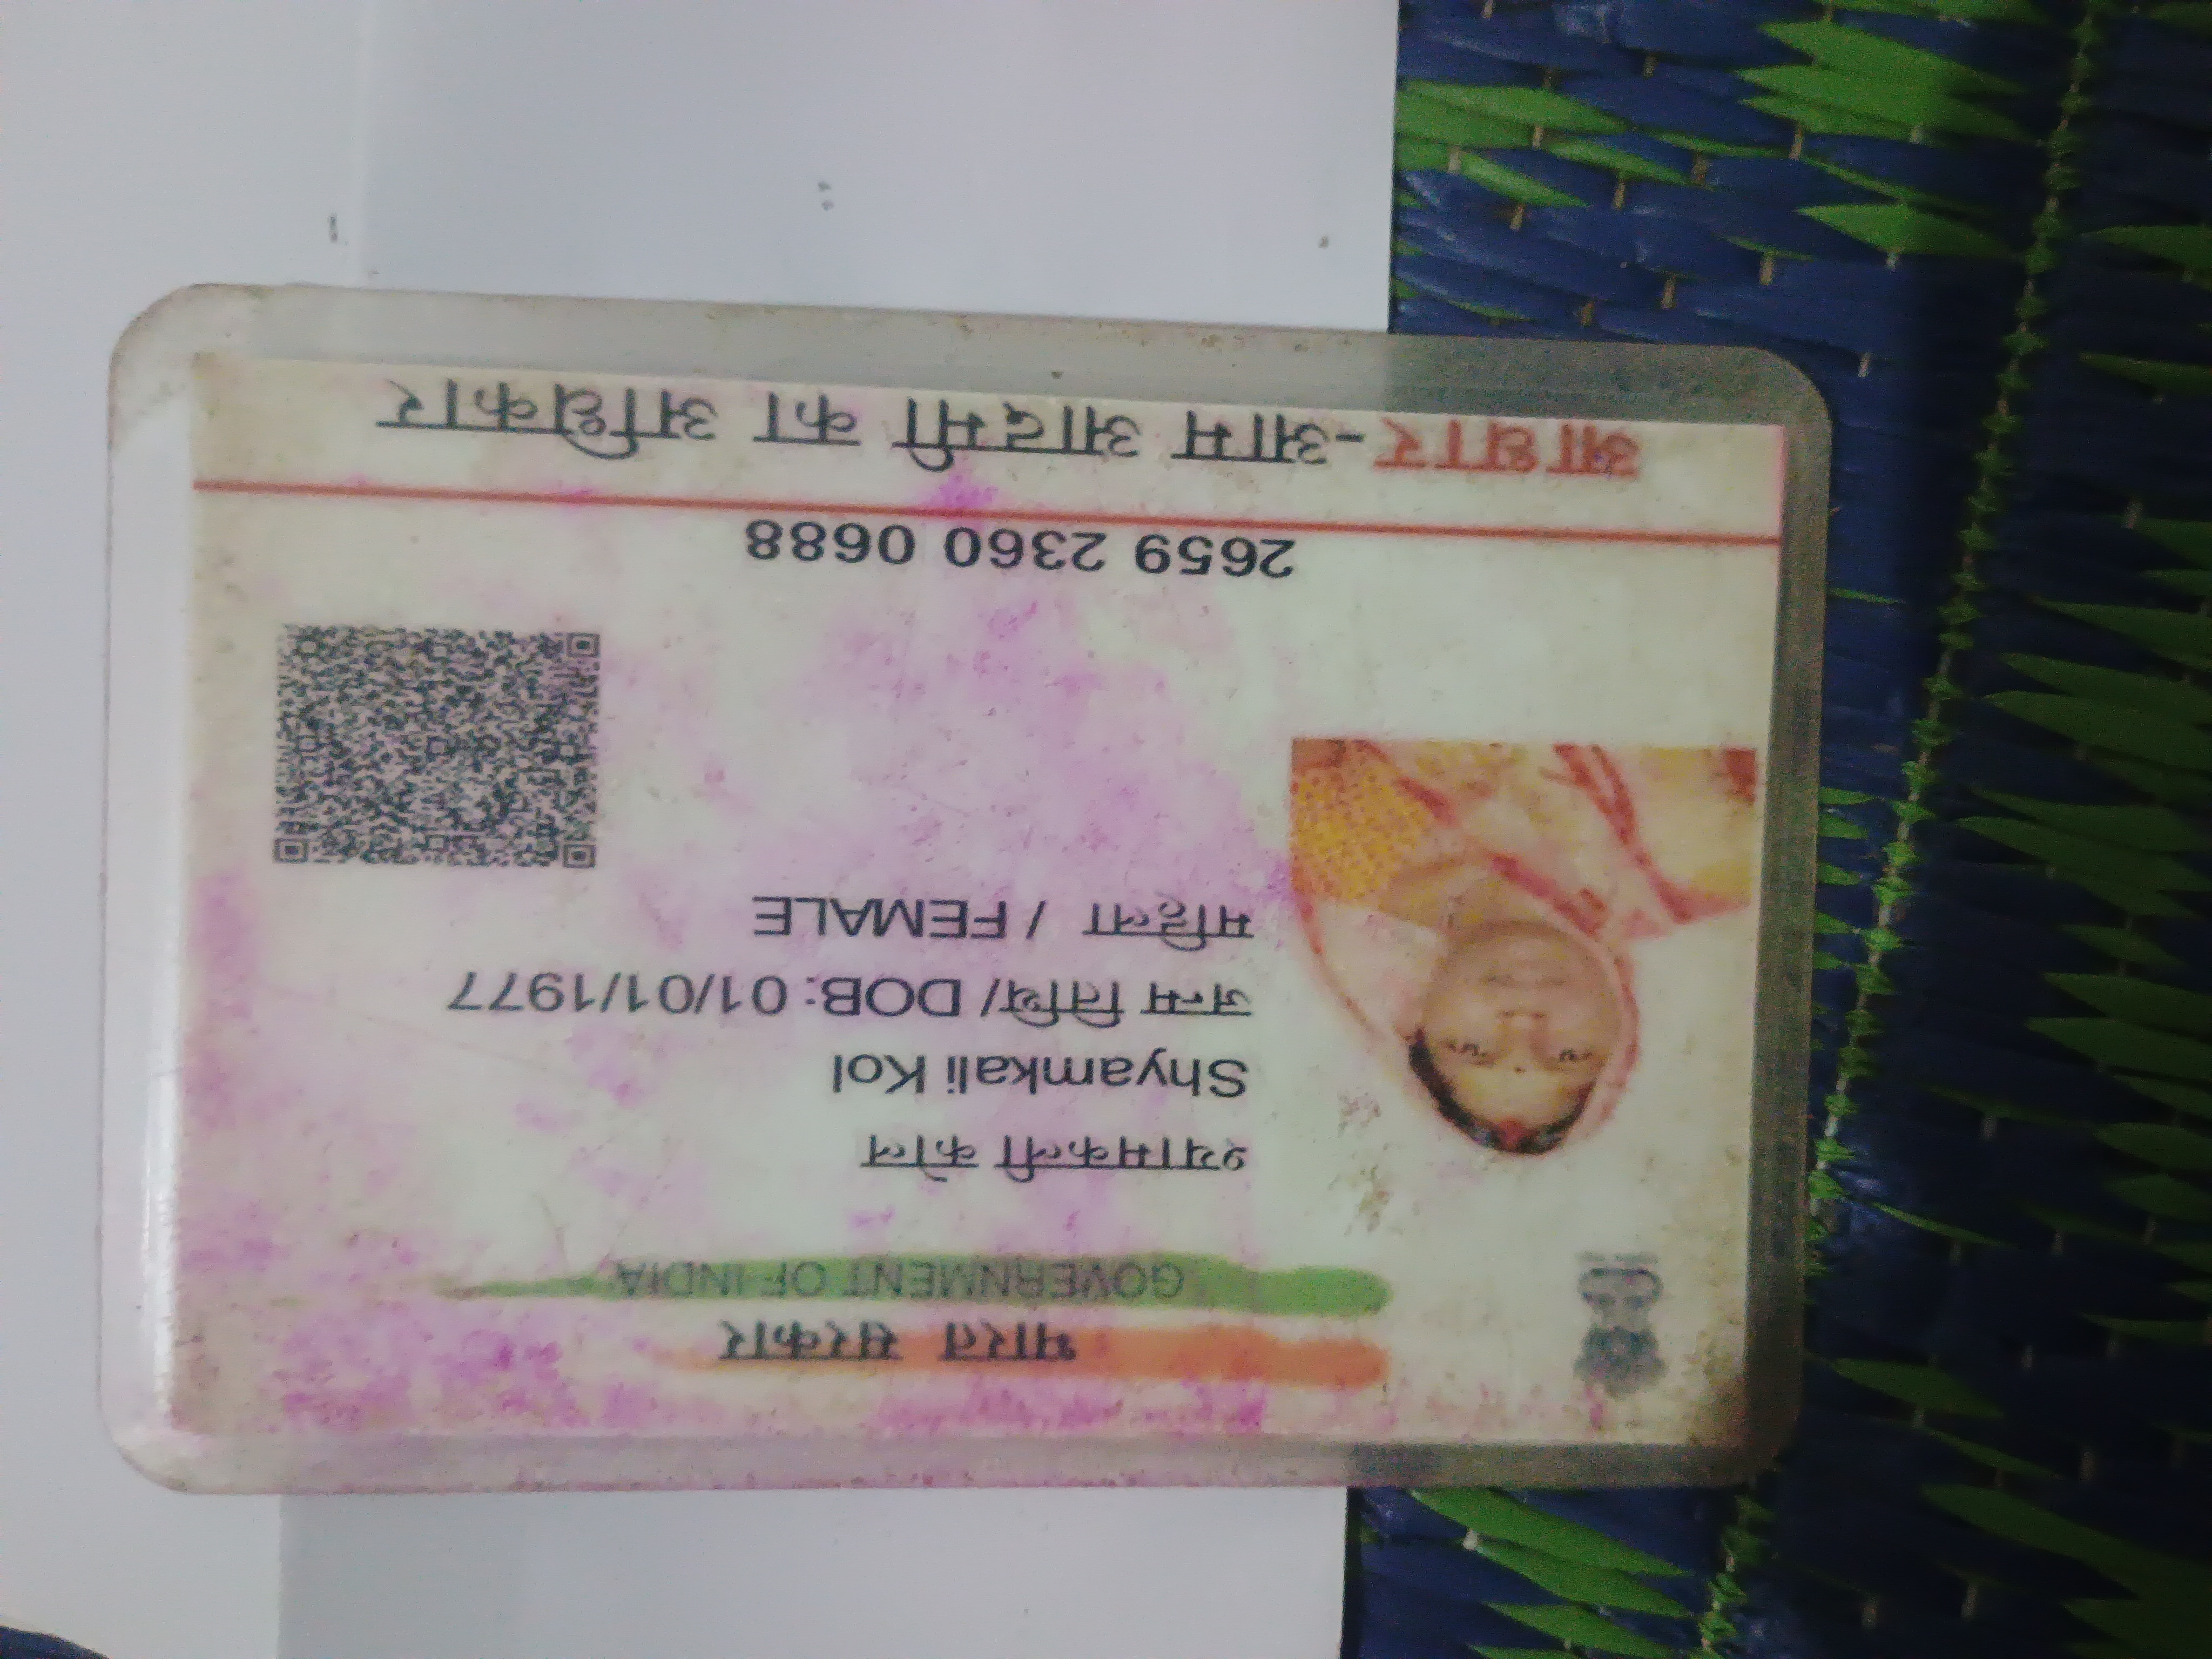 भारत सरकार
GOVERNMENT OF INDIA
श्यामकली कोल
Shyamkali Kol
जन्म तिथि/ DOB: 01/01/1977
महिला / FEMALE
2659 2360 0688
आधार-आम आदमी का अधिकार